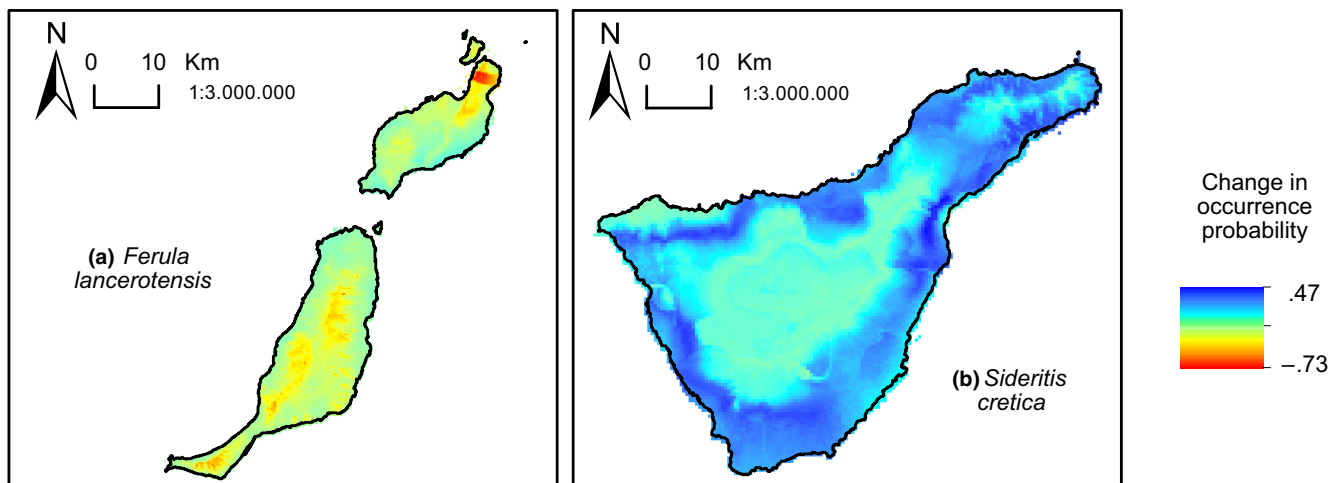 N
0 10 Km
1:3.000.000
(a) Ferula
lancerotensis
N
0 10 Km
1:3.000.000
(b) Sideritis
cretica
Change in
occurrence
probability
.47
–.73